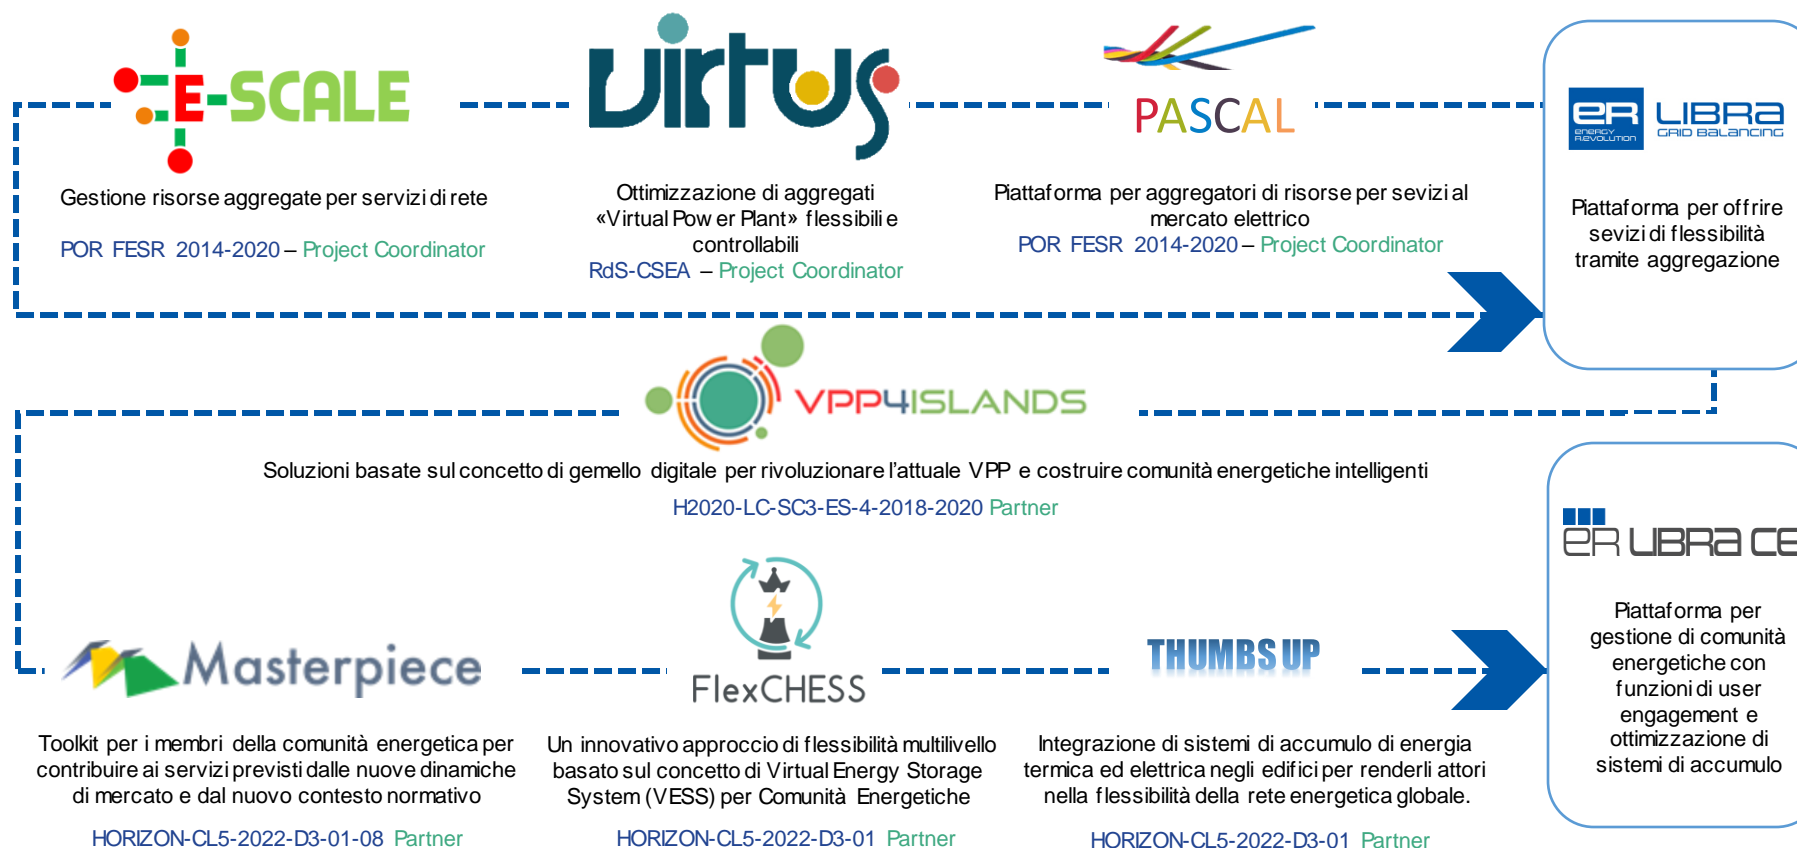 E-SCALE
Gestione risorse aggregate per servizi di rete
POR FESR 2014-2020 – Project Coordinator
virtus
Ottimizzazione di aggregati
«Virtual Power Plant» flessibili e
controllabili
RdS-CSEA – Project Coordinator
PASCAL
Piattaforma per aggregatori di risorse per sevizi al
mercato elettrico
POR FESR 2014-2020 – Project Coordinator
eR
ENERGY
R.EVOLUTION
LIBRa
GRID BALANCING
Piattaforma per offrire
sevizi di flessibilità
tramite aggregazione
VPP4ISLANDS
Soluzioni basate sul concetto di gemello digitale per rivoluzionare l’attuale VPP e costruire comunità energetiche intelligenti
H2020-LC-SC3-ES-4-2018-2020 Partner
Masterpiece
Toolkit per i membri della comunità energetica per
contribuire ai servizi previsti dalle nuove dinamiche
di mercato e dal nuovo contesto normativo
HORIZON-CL5-2022-D3-01-08 Partner
FlexCHESS
Un innovativo approccio di flessibilità multilivello
basato sul concetto di Virtual Energy Storage
System (VESS) per Comunità Energetiche
HORIZON-CL5-2022-D3-01 Partner
THUMBS UP
Integrazione di sistemi di accumulo di energia
termica ed elettrica negli edifici per renderli attori
nella flessibilità della rete energetica globale.
HORIZON-CL5-2022-D3-01 Partner
eR LIBRa CE
Piattaforma per
gestione di comunità
energetiche con
funzioni di user
engagement e
ottimizzazione di
sistemi di accumulo